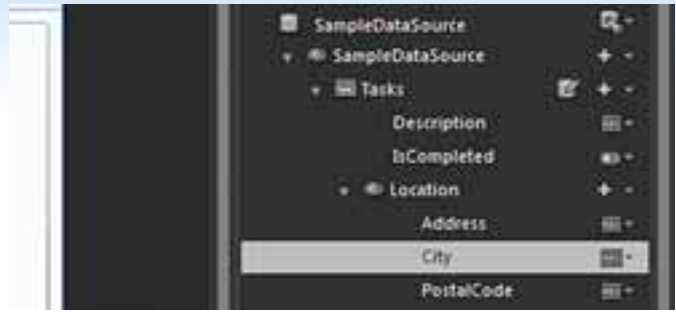 SampleDataSource
SampleDataSource
Tasks
Description
IsCompleted
Location
Address
City
PostalCode